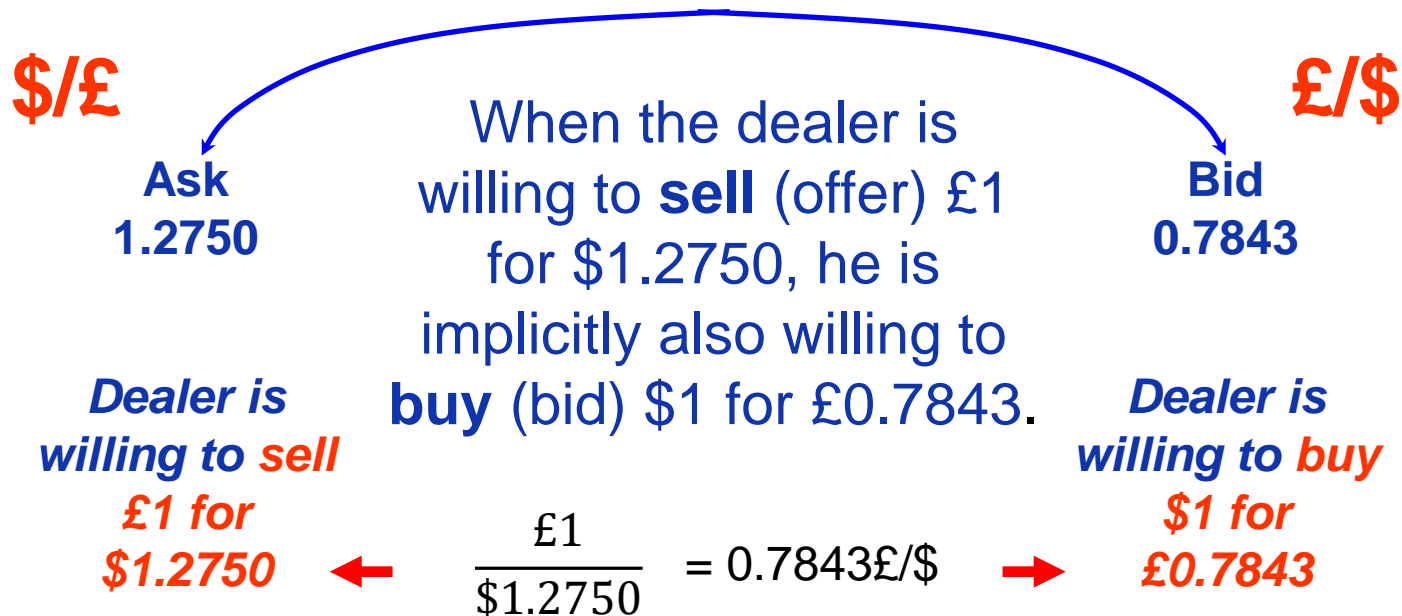 $/£
£/$
Ask
1.2750
When the dealer is
willing to sell (offer) £1
for $1.2750, he is
implicitly also willing to
buy (bid) $1 for £0.7843.
Bid
0.7843
Dealer is
willing to sell
£1 for
$1.2750
£1
$1.2750
= 0.7843£/$
Dealer is
willing to buy
$1 for
£0.7843